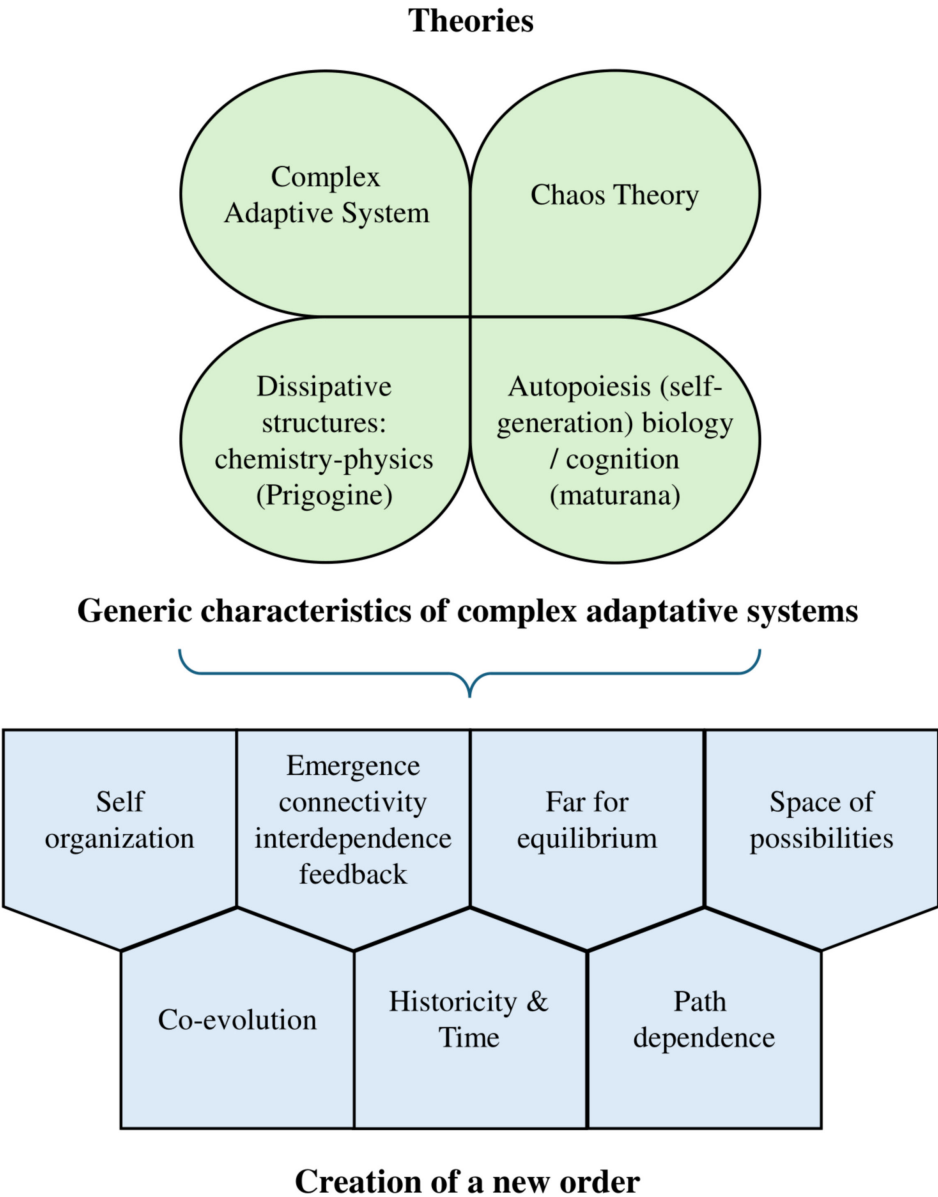 Theories
Complex
Adaptive System
Chaos Theory
Dissipative
structures:
chemistry-physics
(Prigogine)
Autopoiesis (self-
generation) biology
/ cognition
(maturana)
Generic characteristics of complex adaptative systems
Self
organization
Emergence
connectivity
interdependence
feedback
Far for
equilibrium
Space of
possibilities
Co-evolution
Historicity &
Time
Path
dependence
Creation of a new order